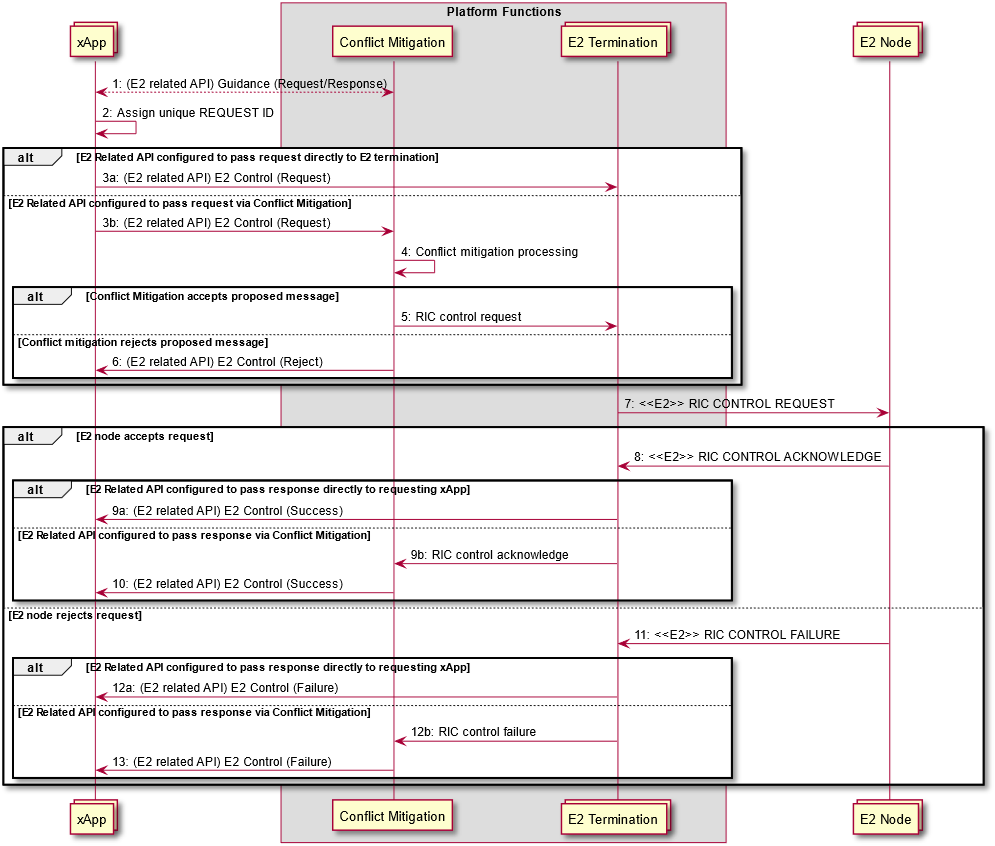 Platform Functions
xApp
Conflict Mitigation
E2 Termination
E2 Node
1: (E2 related API) Guidance (Request/Response)
2: Assign unique REQUEST ID
alt [E2 Related API configured to pass request directly to E2 termination]
3a: (E2 related API) E2 Control (Request)
[E2 Related API configured to pass request via Conflict Mitigation]
3b: (E2 related API) E2 Control (Request)
4: Conflict mitigation processing
alt [Conflict Mitigation accepts proposed message]
5: RIC control request
[Conflict mitigation rejects proposed message]
6: (E2 related API) E2 Control (Reject)
7: <<E2>> RIC CONTROL REQUEST
alt [E2 node accepts request]
8: <<E2>> RIC CONTROL ACKNOWLEDGE
alt [E2 Related API configured to pass response directly to requesting xApp]
9a: (E2 related API) E2 Control (Success)
[E2 Related API configured to pass response via Conflict Mitigation]
9b: RIC control acknowledge
10: (E2 related API) E2 Control (Success)
[E2 node rejects request]
11: <<E2>> RIC CONTROL FAILURE
alt [E2 Related API configured to pass response directly to requesting xApp]
12a: (E2 related API) E2 Control (Failure)
[E2 Related API configured to pass response via Conflict Mitigation]
12b: RIC control failure
13: (E2 related API) E2 Control (Failure)
xApp
Conflict Mitigation
E2 Termination
E2 Node